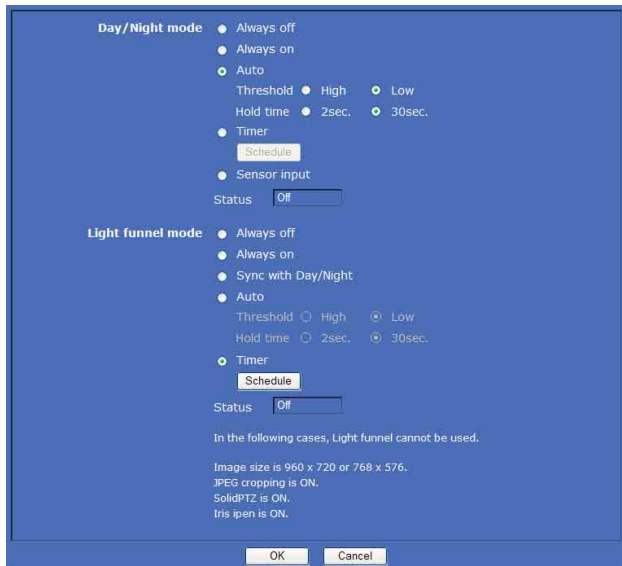 Day/Night mode Always off
Always on
Auto
Threshold High Low
Hold time 2sec. 30sec.
Timer
Schedule
Sensor input
Status Off
Light funnel mode Always off
Always on
Sync with Day/Night
Auto
Threshold High Low
Hold time 2sec. 30sec.
Timer
Schedule
Status Off
In the following cases, Light funnel cannot be used.
Image size is 960 x 720 or 768 x 576.
JPEG cropping is ON.
SolidPTZ is ON.
Iris ipen is ON.
OK Cancel